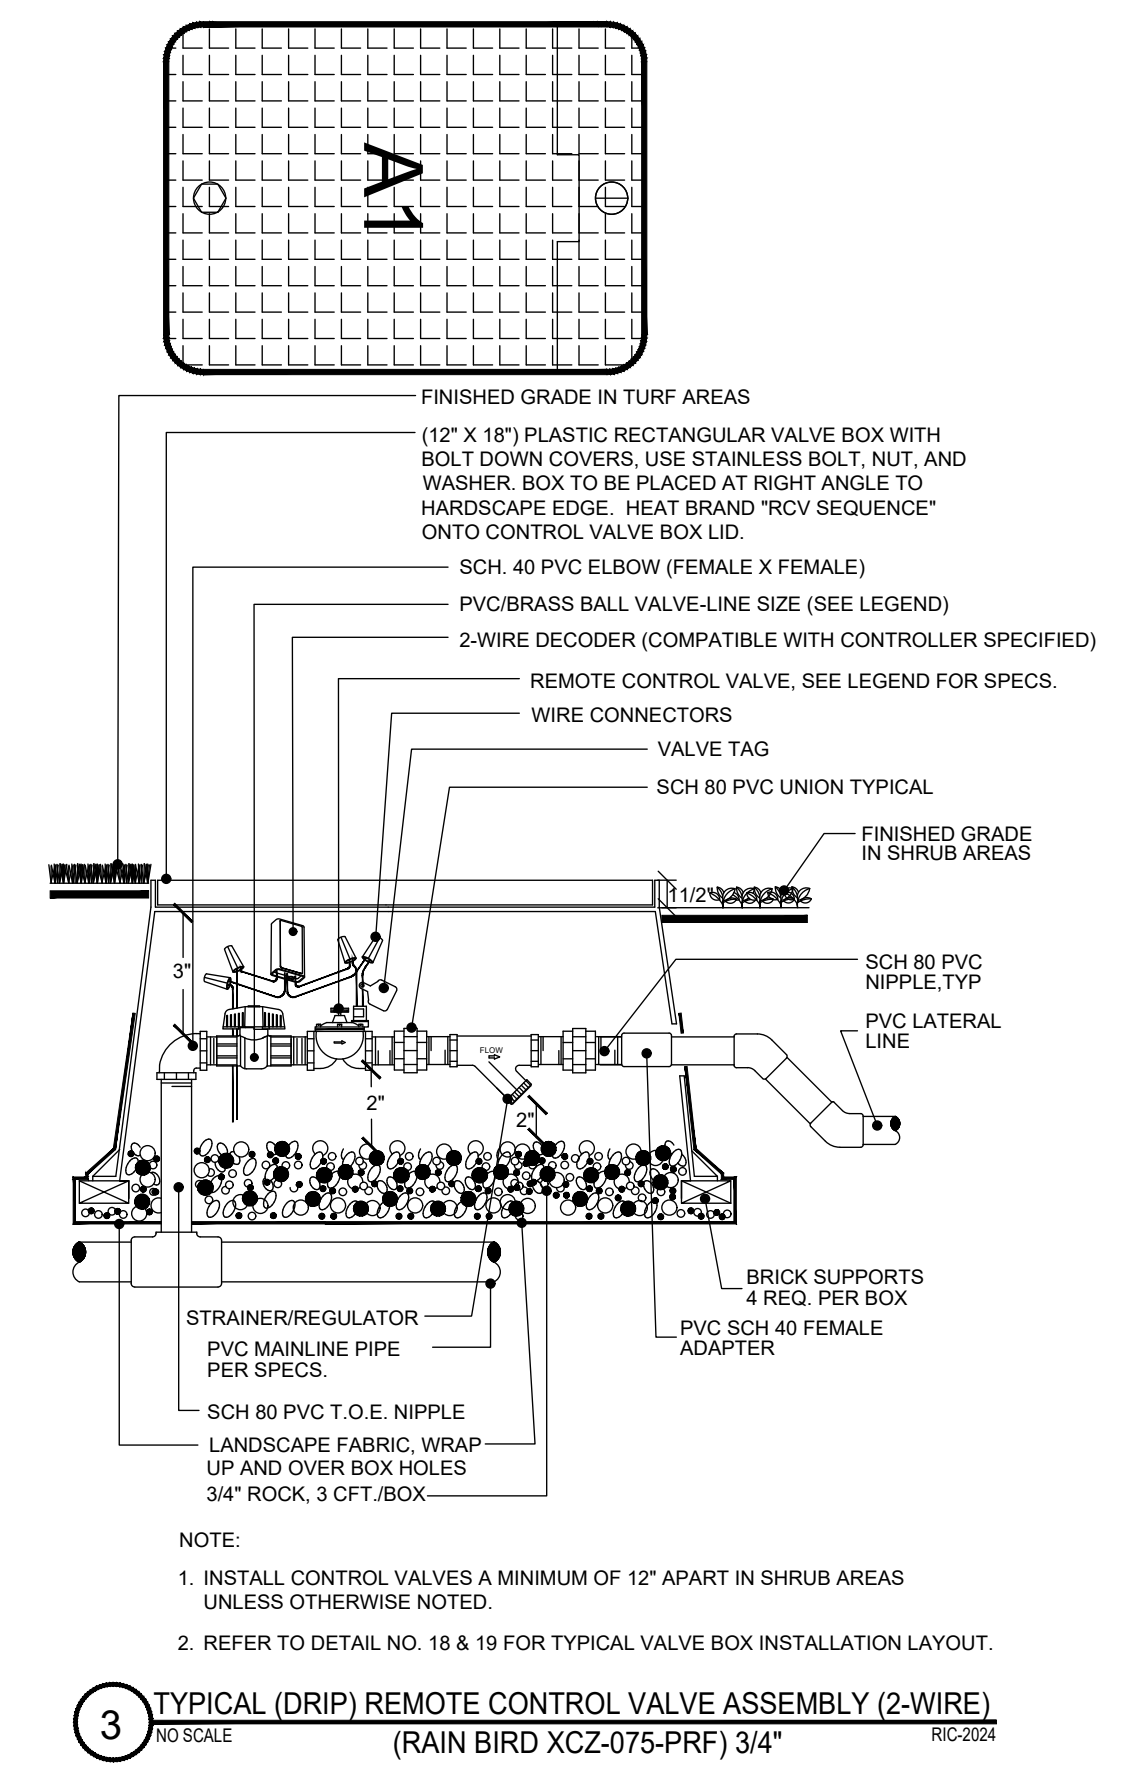 A1
FINISHED GRADE IN TURF AREAS
(12" X 18") PLASTIC RECTANGULAR VALVE BOX WITH
BOLT DOWN COVERS, USE STAINLESS BOLT, NUT, AND
WASHER. BOX TO BE PLACED AT RIGHT ANGLE TO
HARDSCAPE EDGE. HEAT BRAND "RCV SEQUENCE"
ONTO CONTROL VALVE BOX LID.
SCH. 40 PVC ELBOW (FEMALE X FEMALE)
PVC/BRASS BALL VALVE-LINE SIZE (SEE LEGEND)
2-WIRE DECODER (COMPATIBLE WITH CONTROLLER SPECIFIED)
REMOTE CONTROL VALVE, SEE LEGEND FOR SPECS.
WIRE CONNECTORS
VALVE TAG
SCH 80 PVC UNION TYPICAL
FINISHED GRADE
IN SHRUB AREAS
11/2"
3"
SCH 80 PVC
NIPPLE,TYP
PVC LATERAL
LINE
FLOW
2"
2"
BRICK SUPPORTS
4 REQ. PER BOX
STRAINER/REGULATOR
PVC SCH 40 FEMALE
ADAPTER
PVC MAINLINE PIPE
PER SPECS.
SCH 80 PVC T.O.E. NIPPLE
LANDSCAPE FABRIC, WRAP
UP AND OVER BOX HOLES
3/4" ROCK, 3 CFT./BOX
NOTE:
1. INSTALL CONTROL VALVES A MINIMUM OF 12" APART IN SHRUB AREAS
UNLESS OTHERWISE NOTED.
2. REFER TO DETAIL NO. 18 & 19 FOR TYPICAL VALVE BOX INSTALLATION LAYOUT.
3
TYPICAL (DRIP) REMOTE CONTROL VALVE ASSEMBLY (2-WIRE)
NO SCALE
(RAIN BIRD XCZ-075-PRF) 3/4"
RIC-2024